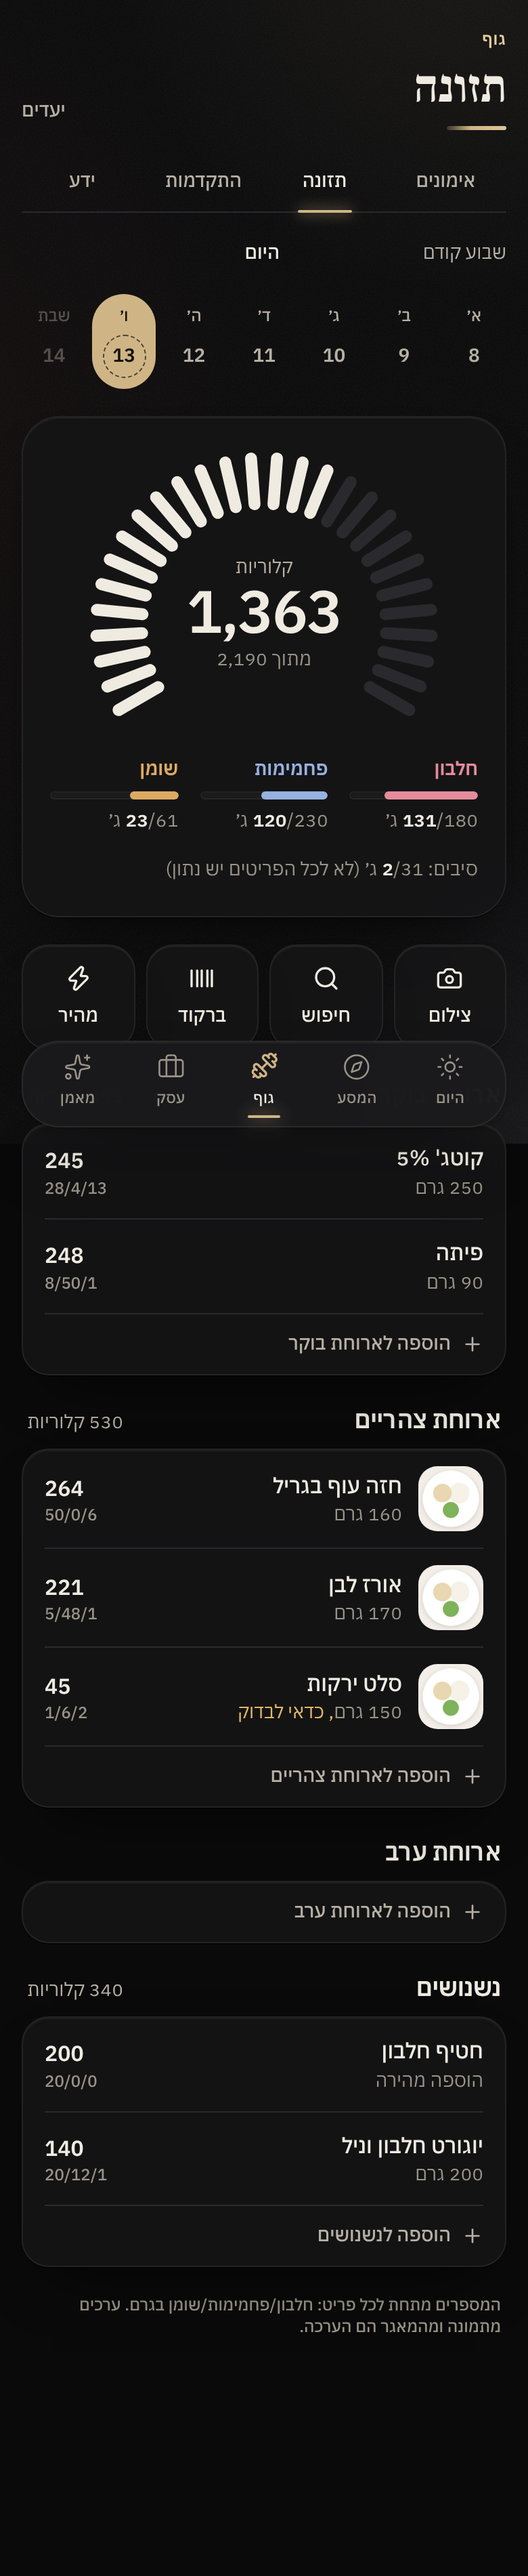 גוף
תזונה
יעדים
אימונים
תזונה
התקדמות
ידע
שבוע קודם
היום
א׳ ב׳ ג׳ ד׳ ה׳ ו׳ שבת
8 9 10 11 12 13 14
קלוריות
1,363
מתוך 2,190
חלבון
131/180 ג׳
פחמימות
120/230 ג׳
שומן
23/61 ג׳
סיבים: 2/31 ג׳ (לא לכל הפריטים יש נתון)
צילום
חיפוש
ברקוד
מהיר
היום
המסע
גוף
עסק
מאמן
קוטג' 5%
245
250 גרם
28/4/13
פיתה
248
90 גרם
8/50/1
הוספה לארוחת בוקר
ארוחת צהריים
530 קלוריות
חזה עוף בגריל
264
160 גרם
50/0/6
אורז לבן
221
170 גרם
5/48/1
סלט ירקות
45
150 גרם, כדאי לבדוק
1/6/2
הוספה לארוחת צהריים
ארוחת ערב
הוספה לארוחת ערב
נשנושים
340 קלוריות
חטיף חלבון
200
הוספה מהירה
20/0/0
יוגורט חלבון וניל
140
200 גרם
20/12/1
הוספה לנשנושים
המספרים מתחת לכל פריט: חלבון/פחמימות/שומן בגרם. ערכים
מתמונה ומהמאגר הם הערכה.